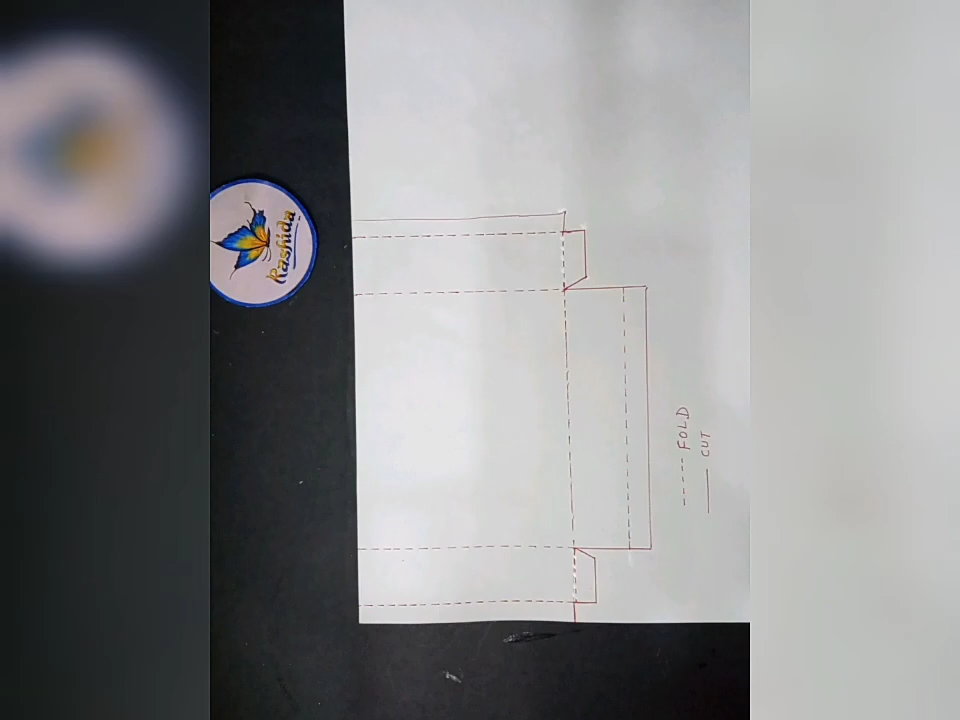 Rashida
---- FOLD
—— CUT